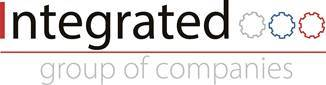 Integrated
group of companies